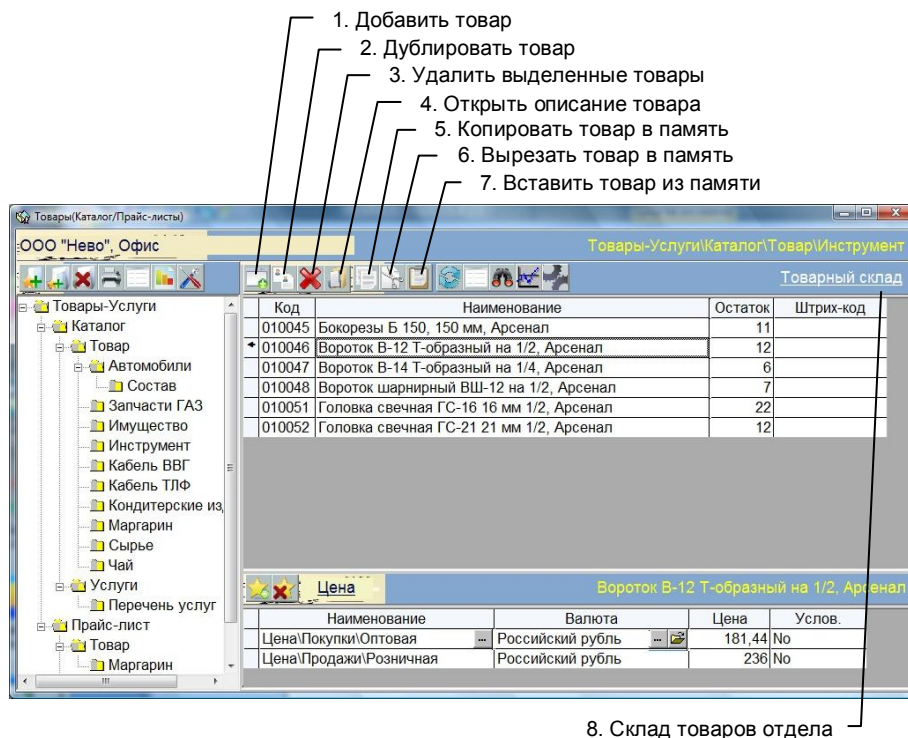 1. Добавить товар
2. Дублировать товар
3. Удалить выделенные товары
4. Открыть описание товара
5. Копировать товар в память
6. Вырезать товар в память
7. Вставить товар из памяти
Товары(Каталог/Прайс-листы)
ООО "Нево", Офис
Товары-Услуги\Каталог\Товар\Инструмент
Товарный склад
Товары-Услуги
Каталог
Товар
Автомобили
Состав
Запчасти ГАЗ
Имущество
Инструмент
Кабель ВВГ
Кабель ТЛФ
Кондитерские из
Маргарин
Сырье
Чай
Услуги
Перечень услуг
Прайс-лист
Товар
Маргарин
Код Наименование Остаток Штрих-код
010045 Бокорезы Б 150, 150 мм, Арсенал 11
010046 Вороток В-12 Т-образный на 1/2, Арсенал 12
010047 Вороток В-14 Т-образный на 1/4, Арсенал 6
010048 Вороток шарнирный ВШ-12 на 1/2, Арсенал 7
010051 Головка свечная ГС-16 16 мм 1/2, Арсенал 22
010052 Головка свечная ГС-21 21 мм 1/2, Арсенал 12
Цена
Вороток В-12 Т-образный на 1/2, Арсенал
Наименование Валюта Цена Услов.
Цена\Покупки\Оптовая ... Российский рубль ... 181,44 No
Цена\Продажи\Розничная Российский рубль 236 No
8. Склад товаров отдела